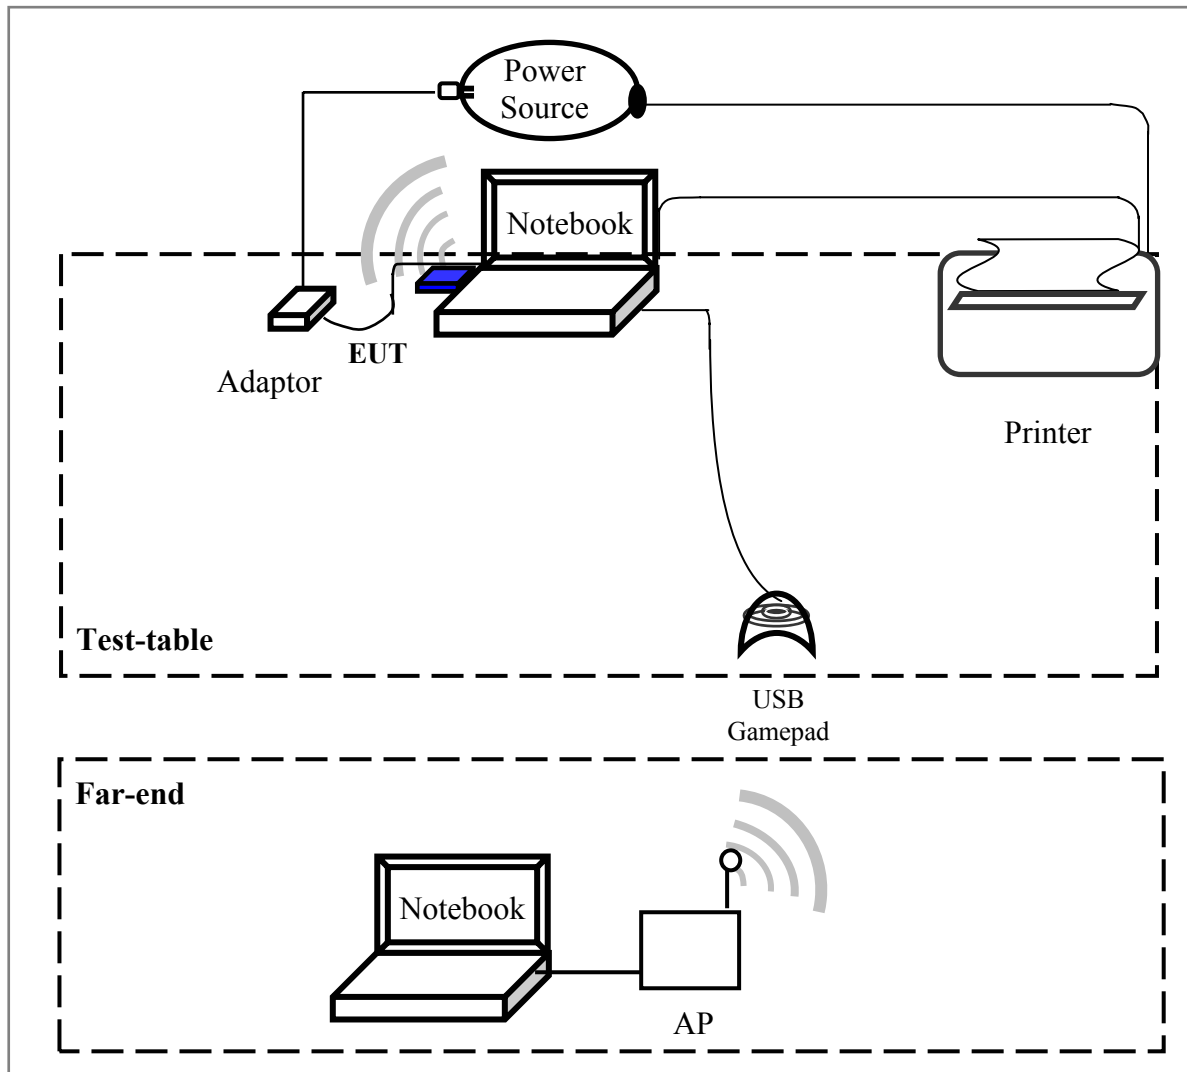 Power
Source
Notebook
EUT
Adaptor
Printer
Test-table
USB
Gamepad
Far-end
Notebook
AP